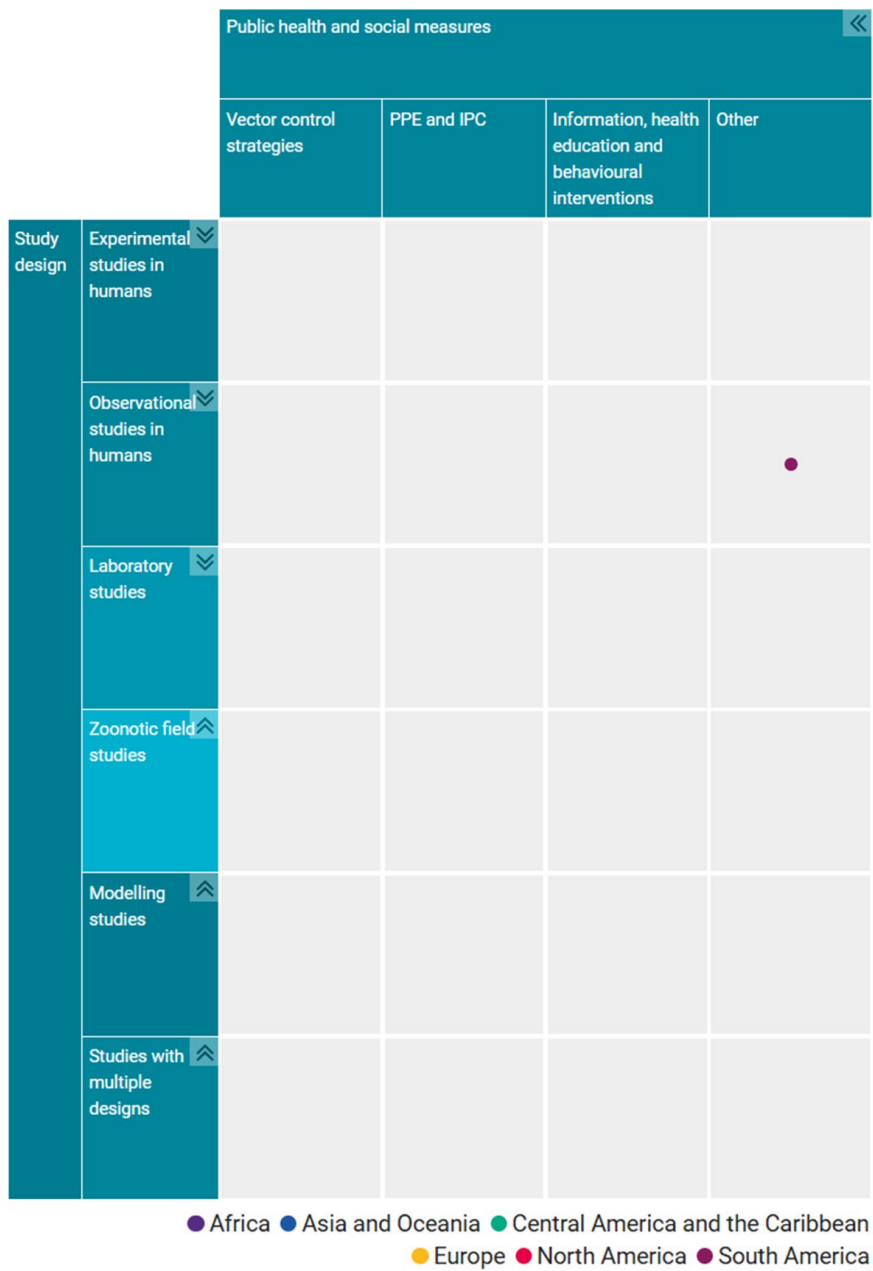 Public health and social measures
Vector control
strategies
PPE and IPC
Information, health
education and
behavioural
interventions
Other
Study
design
Experimental
studies in
humans
Observational
studies in
humans
Laboratory
studies
Zoonotic field
studies
Modelling
studies
Studies with
multiple
designs
Africa Asia and Oceania Central America and the Caribbean
Europe North America South America